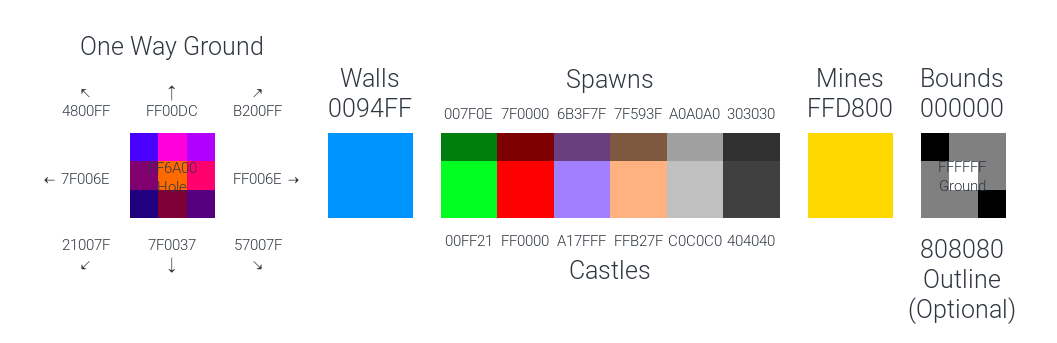 One Way Ground
↖ ↑ ↗
4800FF FF00DC B200FF
← 7F006E FF6A00 FF006E →
Hole
21007F 7F0037 57007F
↙ ↓ ↘
Walls
0094FF
Spawns
007F0E 7F0000 6B3F7F 7F593F A0A0A0 303030
00FF21 FF0000 A17FFF FFB27F C0C0C0 404040
Castles
Mines
FFD800
Bounds
000000
FFFFFF
Ground
808080
Outline
(Optional)